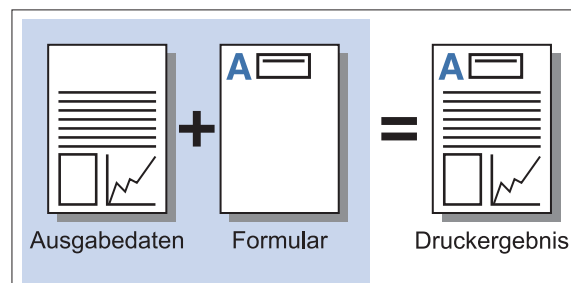 A
A
Ausgabedaten
Formular
Druckergebnis